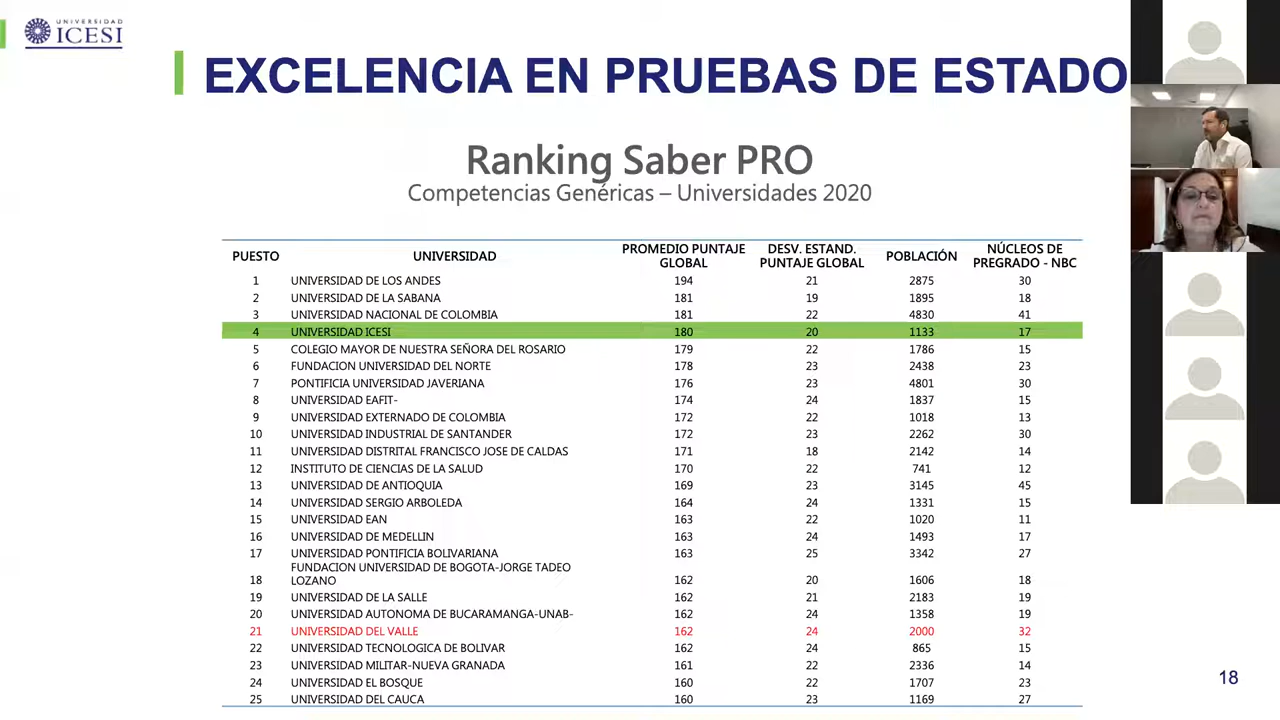 UNIVERSIDAD
ICESI
EXCELENCIA EN PRUEBAS DE ESTADO
Ranking Saber PRO
Competencias Genéricas – Universidades 2020
PUESTO UNIVERSIDAD PROMEDIO PUNTAJE GLOBAL DESV. ESTAND. PUNTAJE GLOBAL POBLACIÓN NÚCLEOS DE PREGRADO - NBC
1 UNIVERSIDAD DE LOS ANDES 194 21 2875 30
2 UNIVERSIDAD DE LA SABANA 181 19 1895 18
3 UNIVERSIDAD NACIONAL DE COLOMBIA 181 22 4830 41
4 UNIVERSIDAD ICESI 180 20 1133 17
5 COLEGIO MAYOR DE NUESTRA SEÑORA DEL ROSARIO 179 22 1786 15
6 FUNDACION UNIVERSIDAD DEL NORTE 178 23 2438 23
7 PONTIFICIA UNIVERSIDAD JAVERIANA 176 23 4801 30
8 UNIVERSIDAD EAFIT- 174 24 1837 15
9 UNIVERSIDAD EXTERNADO DE COLOMBIA 172 22 1018 13
10 UNIVERSIDAD INDUSTRIAL DE SANTANDER 172 23 2262 30
11 UNIVERSIDAD DISTRITAL FRANCISCO JOSE DE CALDAS 171 18 2142 14
12 INSTITUTO DE CIENCIAS DE LA SALUD 170 22 741 12
13 UNIVERSIDAD DE ANTIOQUIA 169 23 3145 45
14 UNIVERSIDAD SERGIO ARBOLEDA 164 24 1331 15
15 UNIVERSIDAD EAN 163 22 1020 11
16 UNIVERSIDAD DE MEDELLIN 163 24 1493 17
17 UNIVERSIDAD PONTIFICIA BOLIVARIANA 163 25 3342 27
18 FUNDACION UNIVERSIDAD DE BOGOTA-JORGE TADEO LOZANO 162 20 1606 18
19 UNIVERSIDAD DE LA SALLE 162 21 2183 19
20 UNIVERSIDAD AUTONOMA DE BUCARAMANGA-UNAB- 162 24 1358 19
21 UNIVERSIDAD DEL VALLE 162 24 2000 32
22 UNIVERSIDAD TECNOLOGICA DE BOLIVAR 162 24 865 15
23 UNIVERSIDAD MILITAR-NUEVA GRANADA 161 22 2336 14
24 UNIVERSIDAD EL BOSQUE 160 22 1707 23
25 UNIVERSIDAD DEL CAUCA 160 23 1169 27
18